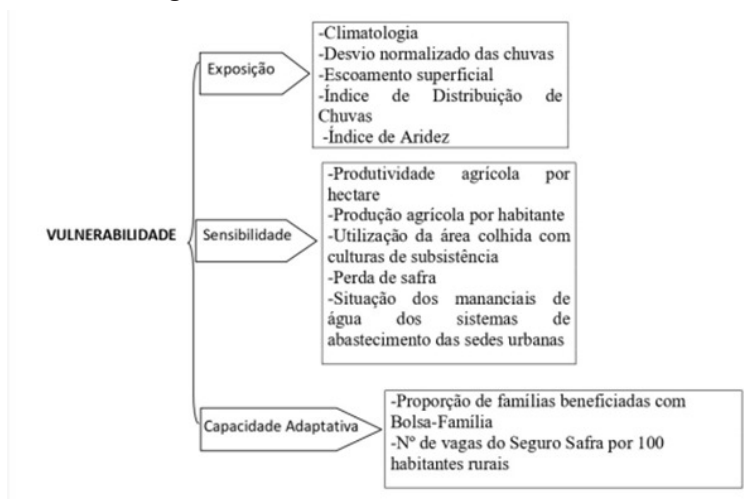 VULNERABILIDADE
Exposição
-Climatologia
-Desvio normalizado das chuvas
-Escoamento superficial
-Índice de Distribuição de
Chuvas
-Índice de Aridez
Sensibilidade
-Produtividade agrícola por
hectare
-Produção agrícola por habitante
-Utilização da área colhida com
culturas de subsistência
-Perda de safra
-Situação dos mananciais de
água dos sistemas de
abastecimento das sedes urbanas
Capacidade Adaptativa
-Proporção de famílias beneficiadas com
Bolsa-Família
-Nº de vagas do Seguro Safra por 100
habitantes rurais